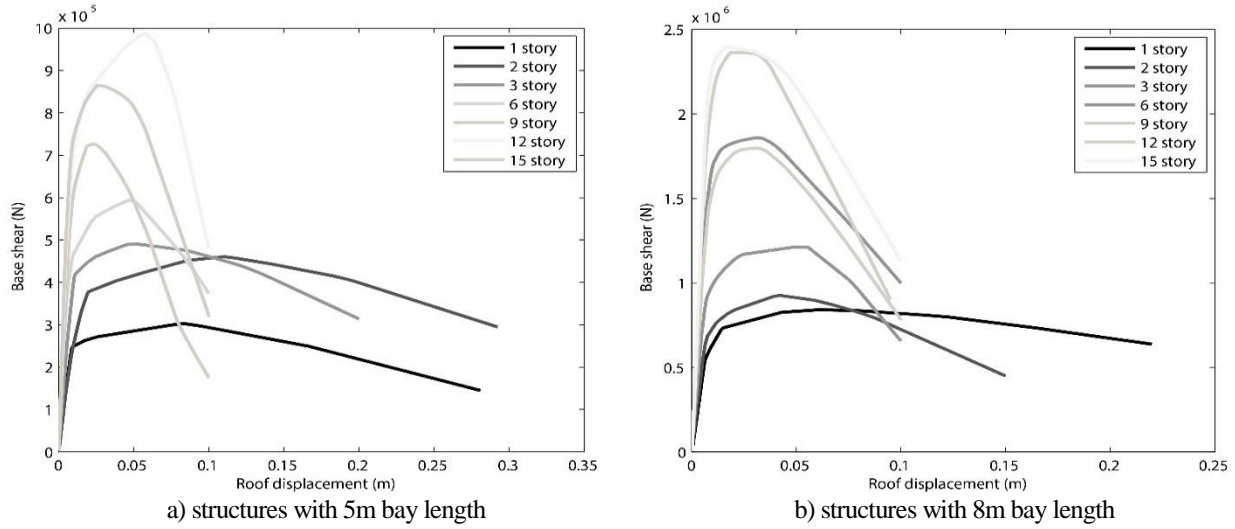 x 10 5
10
9
8
7
6
5
4
3
2
1
0
Base shear (N)
0
0.05
0.1
0.15
0.2
0.25
0.3
0.35
Roof displacement (m)
1 story
2 story
3 story
6 story
9 story
12 story
15 story
a) structures with 5m bay length
x 10 6
2.5
2
1.5
1
0.5
0
Base shear (N)
0
0.05
0.1
0.15
0.2
0.25
Roof displacement (m)
1 story
2 story
3 story
6 story
9 story
12 story
15 story
b) structures with 8m bay length